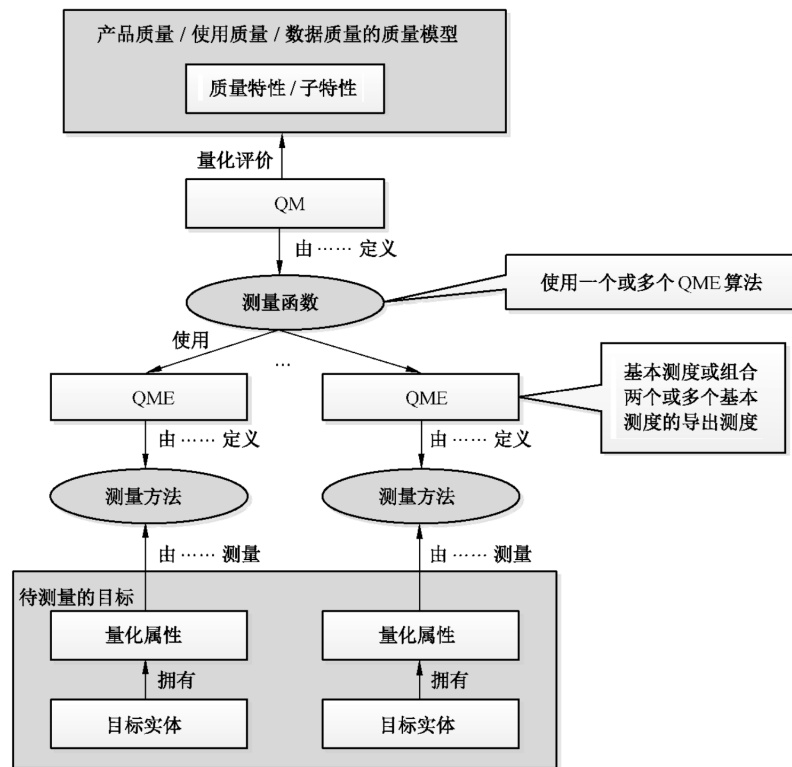 产品质量 / 使用质量 / 数据质量的质量模型
质量特性 / 子特性
量化评价
QM
由 …… 定义
测量函数
使用一个或多个 QME 算法
使用
…
QME
QME
基本测度或组合
两个或多个基本
测度的导出测度
由 …… 定义
由 …… 定义
测量方法
测量方法
由 …… 测量
由 …… 测量
待测量的目标
量化属性
量化属性
拥有
拥有
目标实体
目标实体